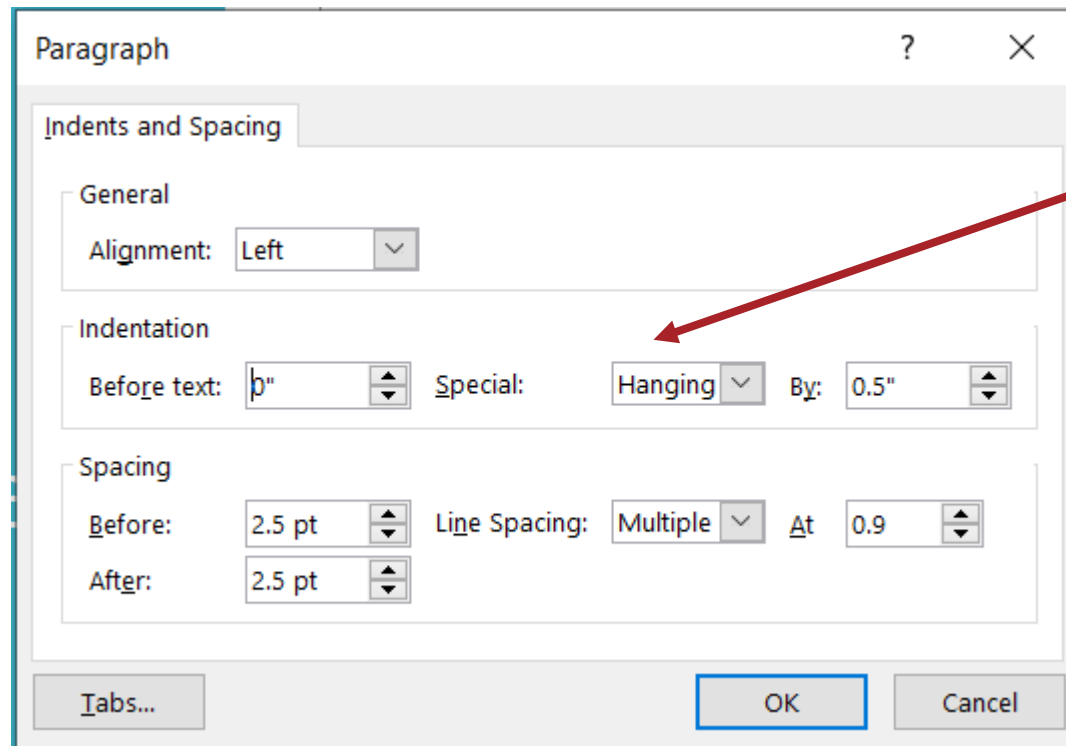 Paragraph ?
Indents and Spacing
General
Alignment: Left
Indentation
Before text: 0" Special: Hanging By: 0.5"
Spacing
Before: 2.5 pt Line Spacing: Multiple At 0.9
After: 2.5 pt
Tabs... OK Cancel